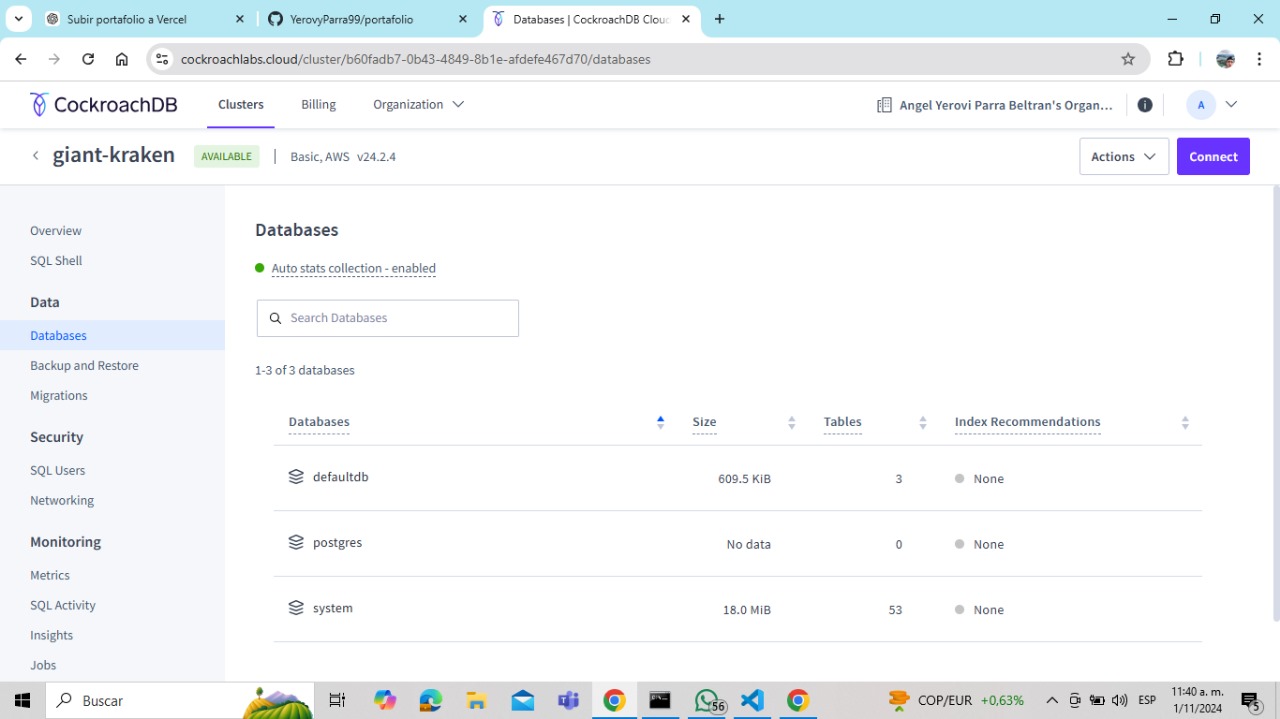 Subir portafolio a Vercel
YerovyParra99/portafolio
Databases | CockroachDB Clou
cockroachlabs.cloud/cluster/b60fadb7-0b43-4849-8b1e-afdefe467d70/databases
CockroachDB
Clusters
Billing
Organization
Angel Yerovi Parra Beltran's Organ...
A
giant-kraken
AVAILABLE
Basic, AWS v24.2.4
Actions
Connect
Overview
SQL Shell
Data
Databases
Backup and Restore
Migrations
Security
SQL Users
Networking
Monitoring
Metrics
SQL Activity
Insights
Jobs
Databases
Auto stats collection - enabled
Search Databases
1-3 of 3 databases
Databases Size Tables Index Recommendations
defaultdb 609.5 KiB 3 None
postgres No data 0 None
system 18.0 MiB 53 None
Buscar
56
COP/EUR +0,63%
ESP
11:40 a. m.
1/11/2024
5